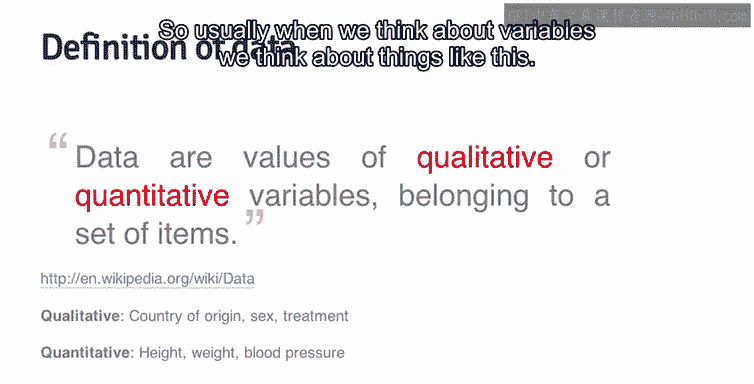 So usually when we think about variables
we think about things like this.
Definition of data
“
Data are values of qualitative or
quantitative variables, belonging to a
set of items.
”
http://en.wikipedia.org/wiki/Data
Qualitative: Country of origin, sex, treatment
Quantitative: Height, weight, blood pressure